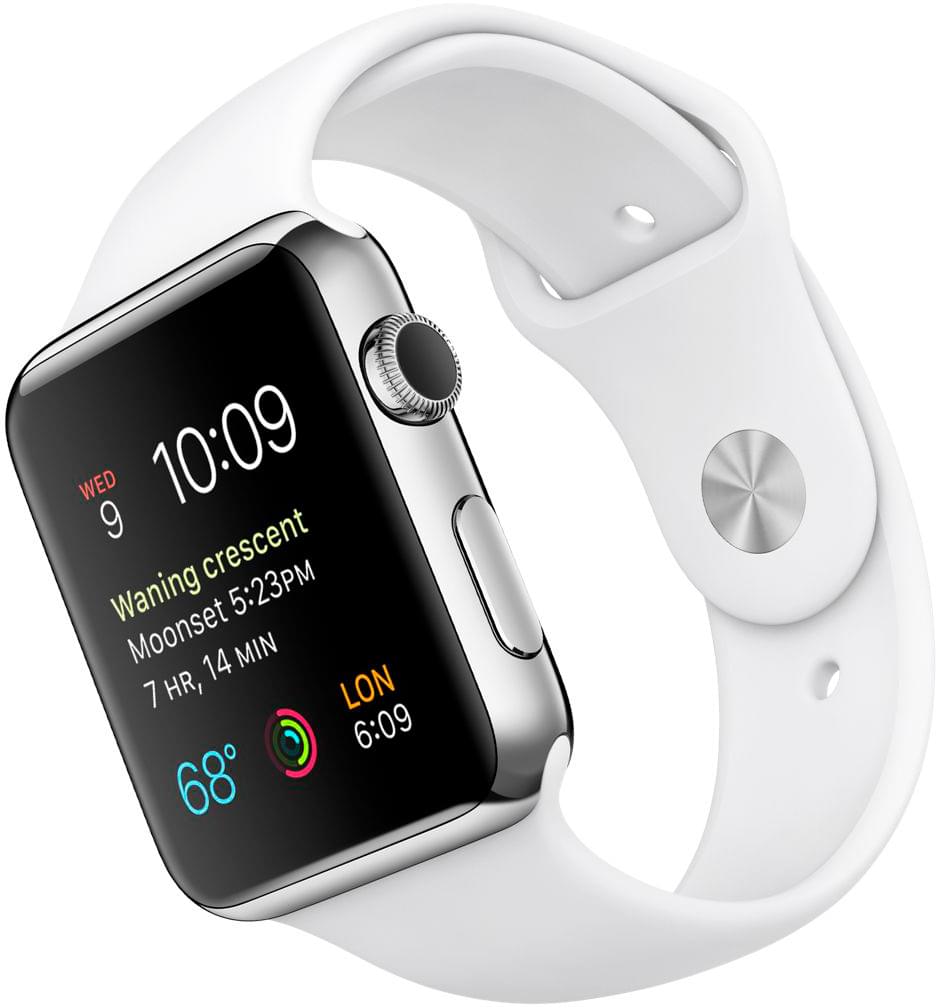 10:09
WED
9
Waning crescent
Moonset 5:23PM
7 HR, 14 MIN
68°
LON
6:09